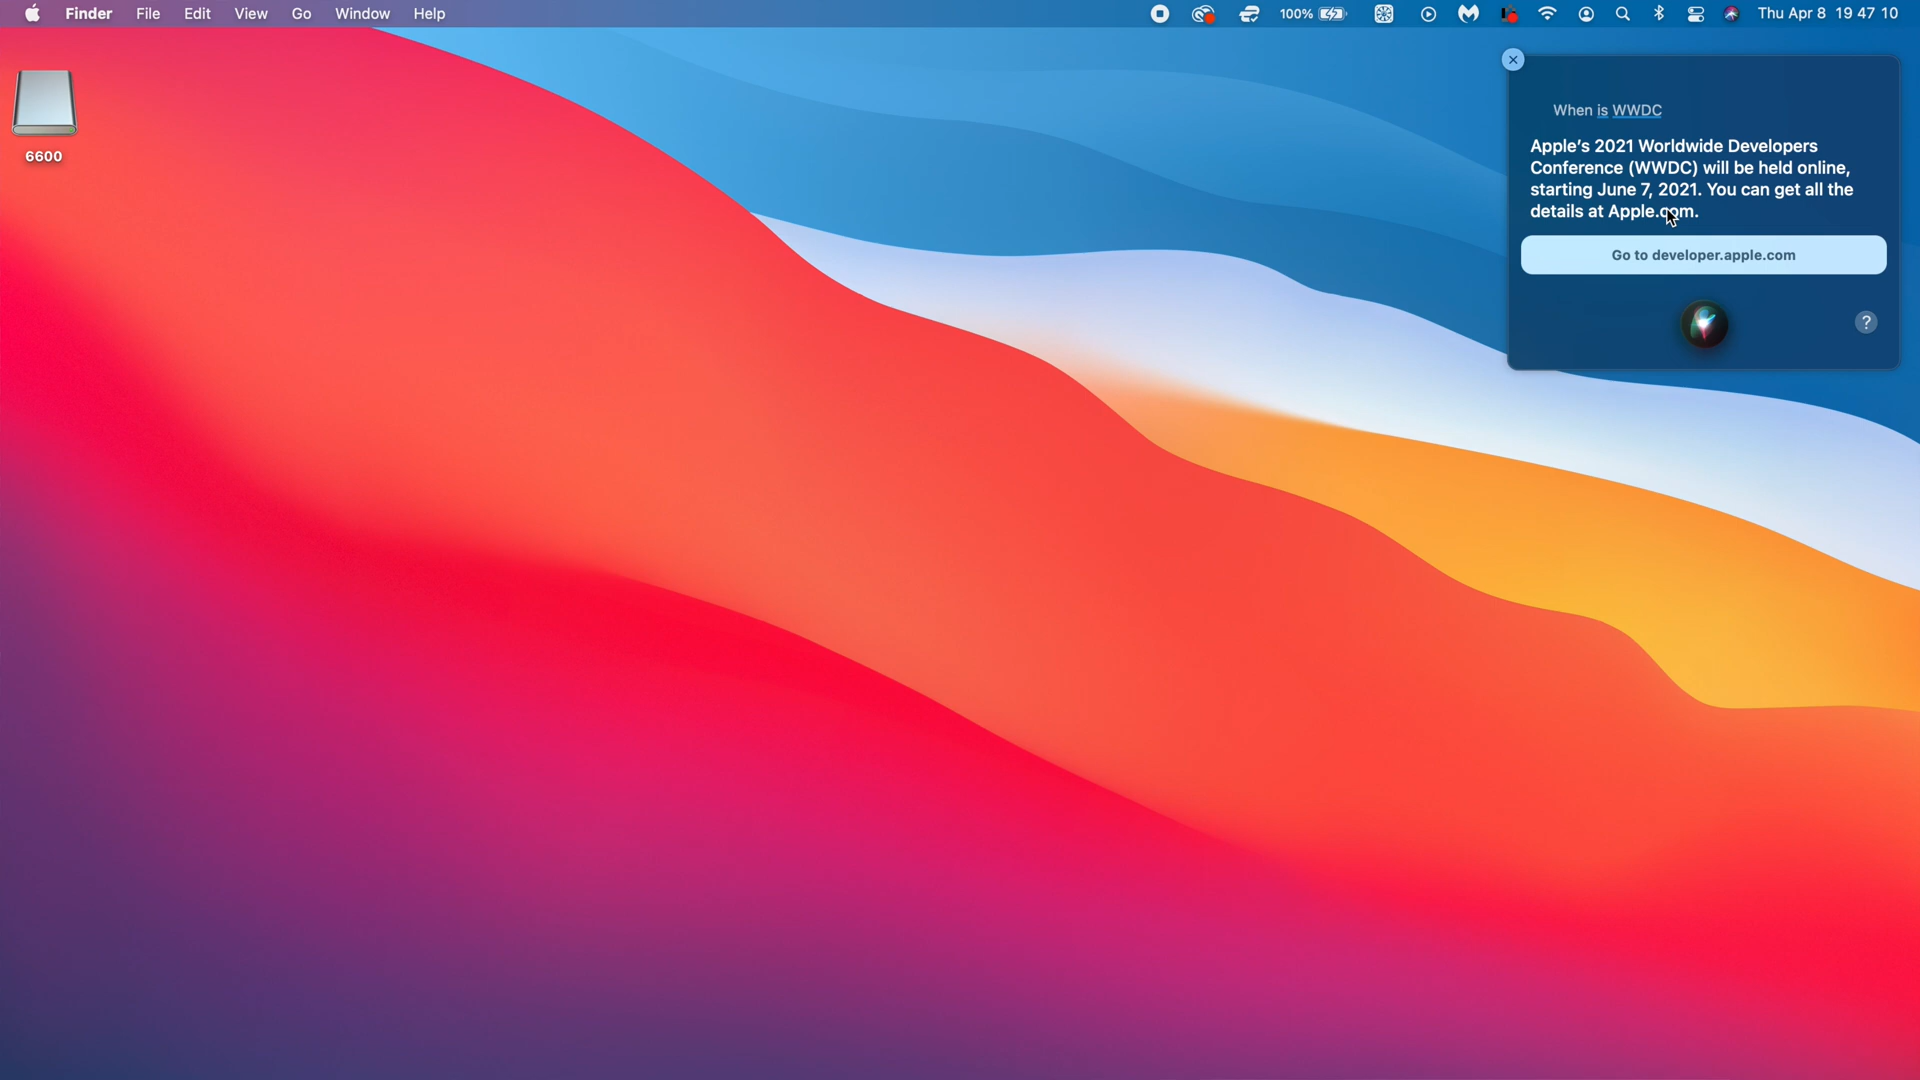 Finder File Edit View Go Window Help 100% Thu Apr 8 19 47 10
6600
When is WWDC
Apple's 2021 Worldwide Developers
Conference (WWDC) will be held online,
starting June 7, 2021. You can get all the
details at Apple.com.
Go to developer.apple.com
?